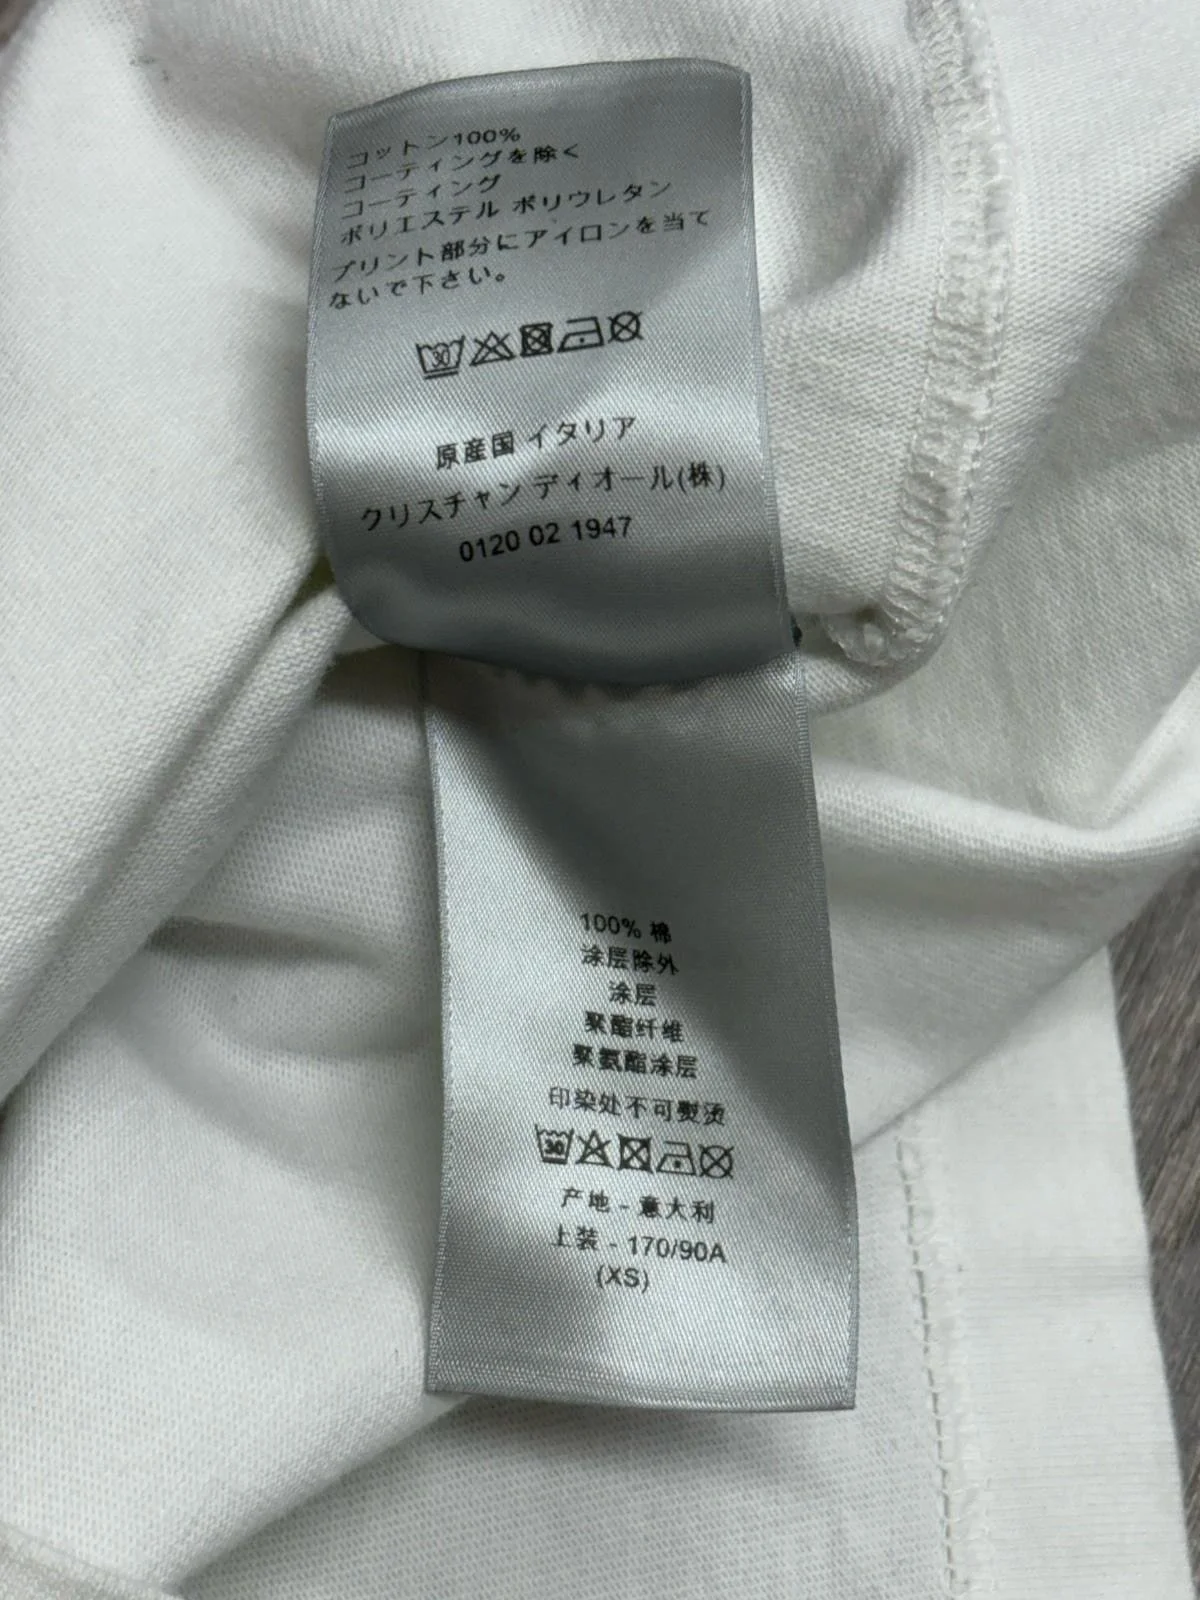 コットン100%
コーティングを除く
コーティング
ポリエステル ポリウレタン
プリント部分にアイロンを当て
ないで下さい。
30
原産国 イタリア
クリスチャン ディオール(株)
0120 02 1947
100% 棉
涂层除外
涂层
聚酯纤维
聚氨酯涂层
印染处不可熨烫
30
产地 - 意大利
上装 - 170/90A
(XS)